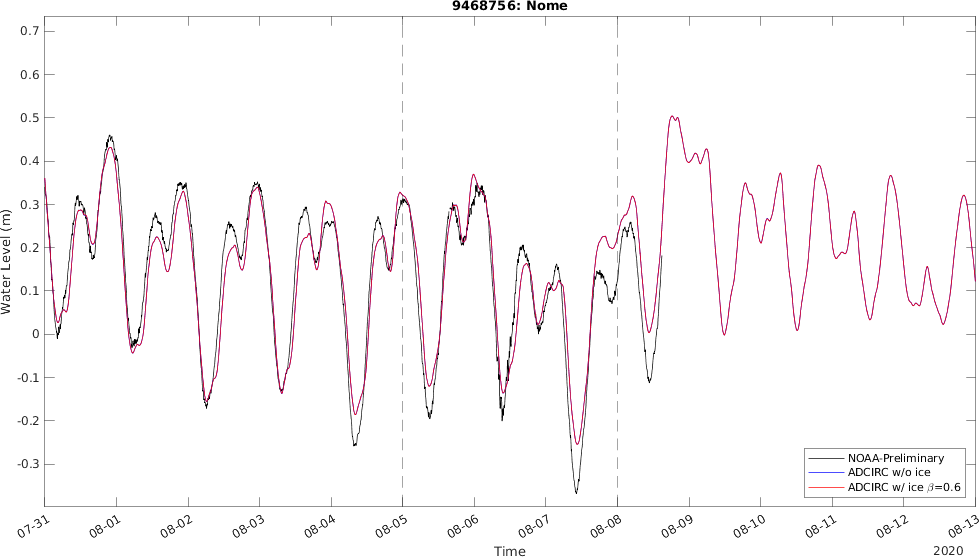 9468756: Nome
Water Level (m)
0.7
0.6
0.5
0.4
0.3
0.2
0.1
0
-0.1
-0.2
-0.3
NOAA-Preliminary
ADCIRC w/o ice
ADCIRC w/ ice β=0.6
07-31 08-01 08-02 08-03 08-04 08-05 08-06 08-07 08-08 08-09 08-10 08-11 08-12 08-13
Time
2020